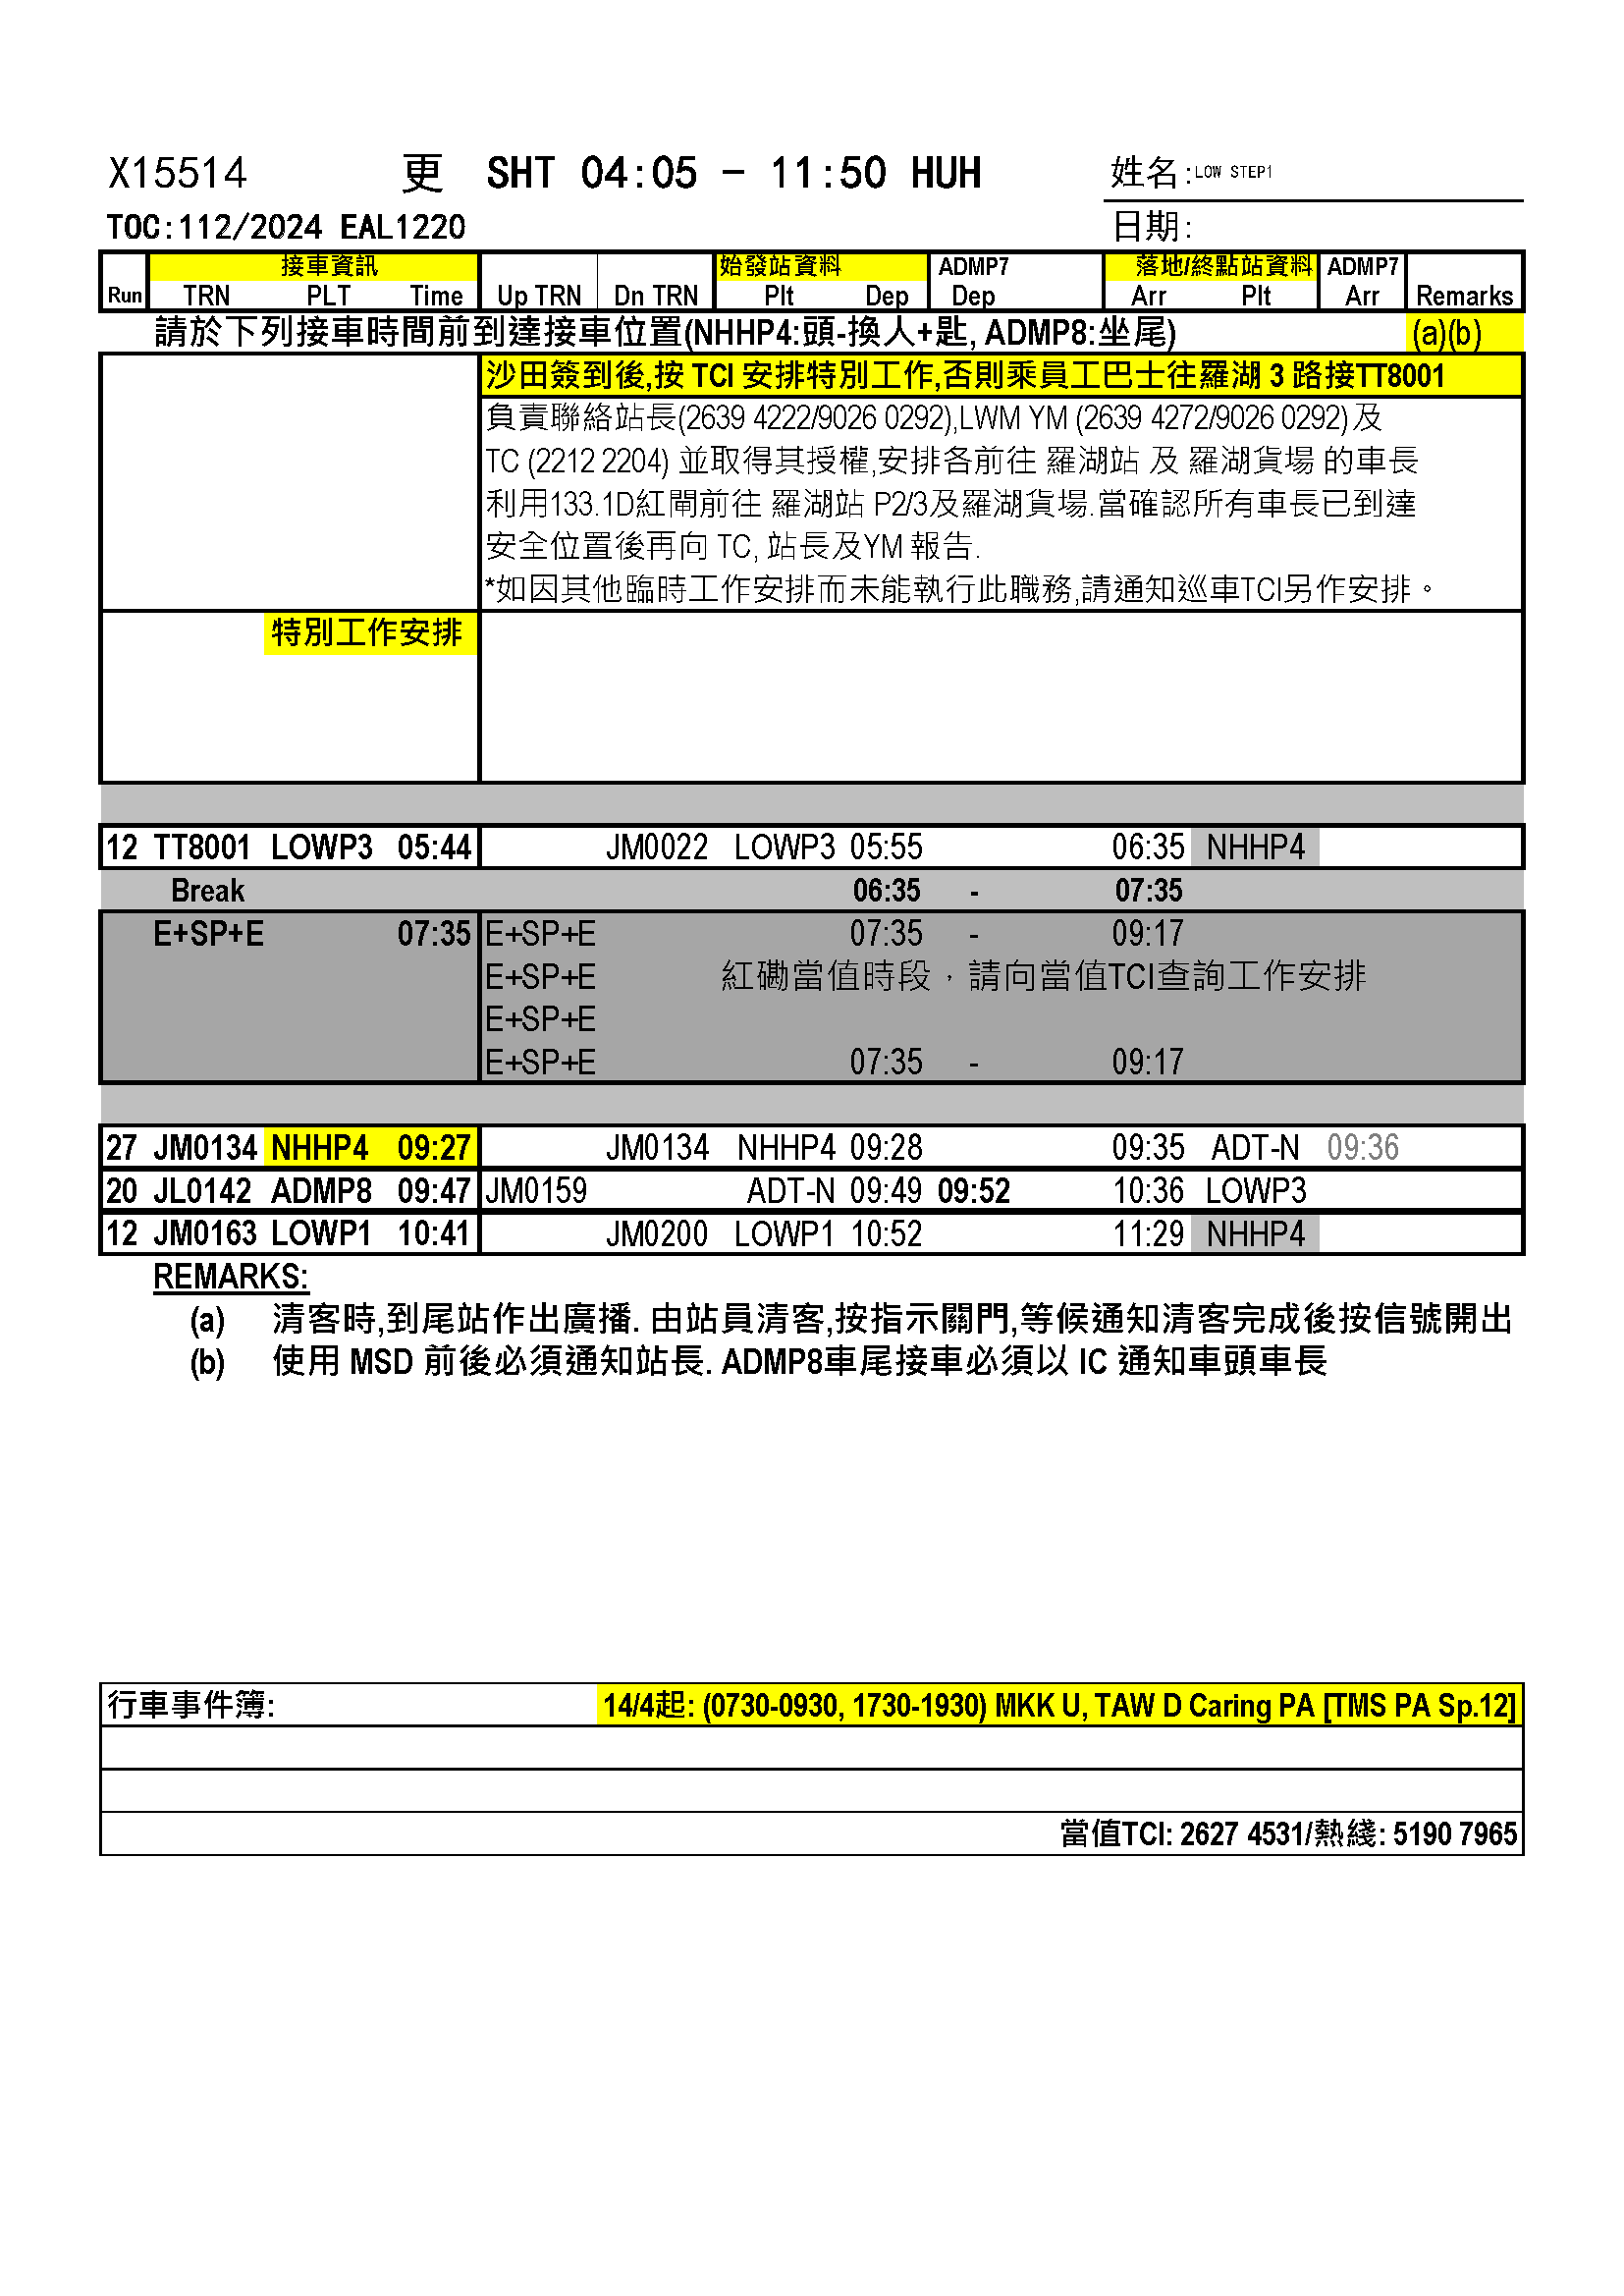 X15514 更 SHT 04:05 - 11:50 HUH 姓名:LOW STEP1
TOC:112/2024 EAL1220 日期:
接車資訊 始發站資料 ADMP7 落地/終點站資料 ADMP7
Run TRN PLT Time Up TRN Dn TRN Plt Dep Dep Arr Plt Arr Remarks
請於下列接車時間前到達接車位置(NHHP4:頭-換人+匙, ADMP8:坐尾) (a)(b)
沙田簽到後,按 TCI 安排特別工作,否則乘員工巴士往羅湖 3 路接TT8001
負責聯絡站長(2639 4222/9026 0292),LWM YM (2639 4272/9026 0292)及
TC (2212 2204) 並取得其授權,安排各前往 羅湖站 及 羅湖貨場 的車長
利用133.1D紅閘前往 羅湖站 P2/3及羅湖貨場.當確認所有車長已到達
安全位置後再向 TC, 站長及YM 報告.
*如因其他臨時工作安排而未能執行此職務,請通知巡車TCI另作安排。
特別工作安排
12 TT8001 LOWP3 05:44 JM0022 LOWP3 05:55 06:35 NHHP4
Break 06:35 - 07:35
E+SP+E 07:35 E+SP+E 07:35 - 09:17
E+SP+E 紅磡當值時段，請向當值TCI查詢工作安排
E+SP+E
E+SP+E 07:35 - 09:17
27 JM0134 NHHP4 09:27 JM0134 NHHP4 09:28 09:35 ADT-N 09:36
20 JL0142 ADMP8 09:47 JM0159 ADT-N 09:49 09:52 10:36 LOWP3
12 JM0163 LOWP1 10:41 JM0200 LOWP1 10:52 11:29 NHHP4
REMARKS:
(a) 清客時,到尾站作出廣播. 由站員清客,按指示關門,等候通知清客完成後按信號開出
(b) 使用 MSD 前後必須通知站長. ADMP8車尾接車必須以 IC 通知車頭車長
行車事件簿: 14/4起: (0730-0930, 1730-1930) MKK U, TAW D Caring PA [TMS PA Sp.12]
當值TCI: 2627 4531/熱綫: 5190 7965